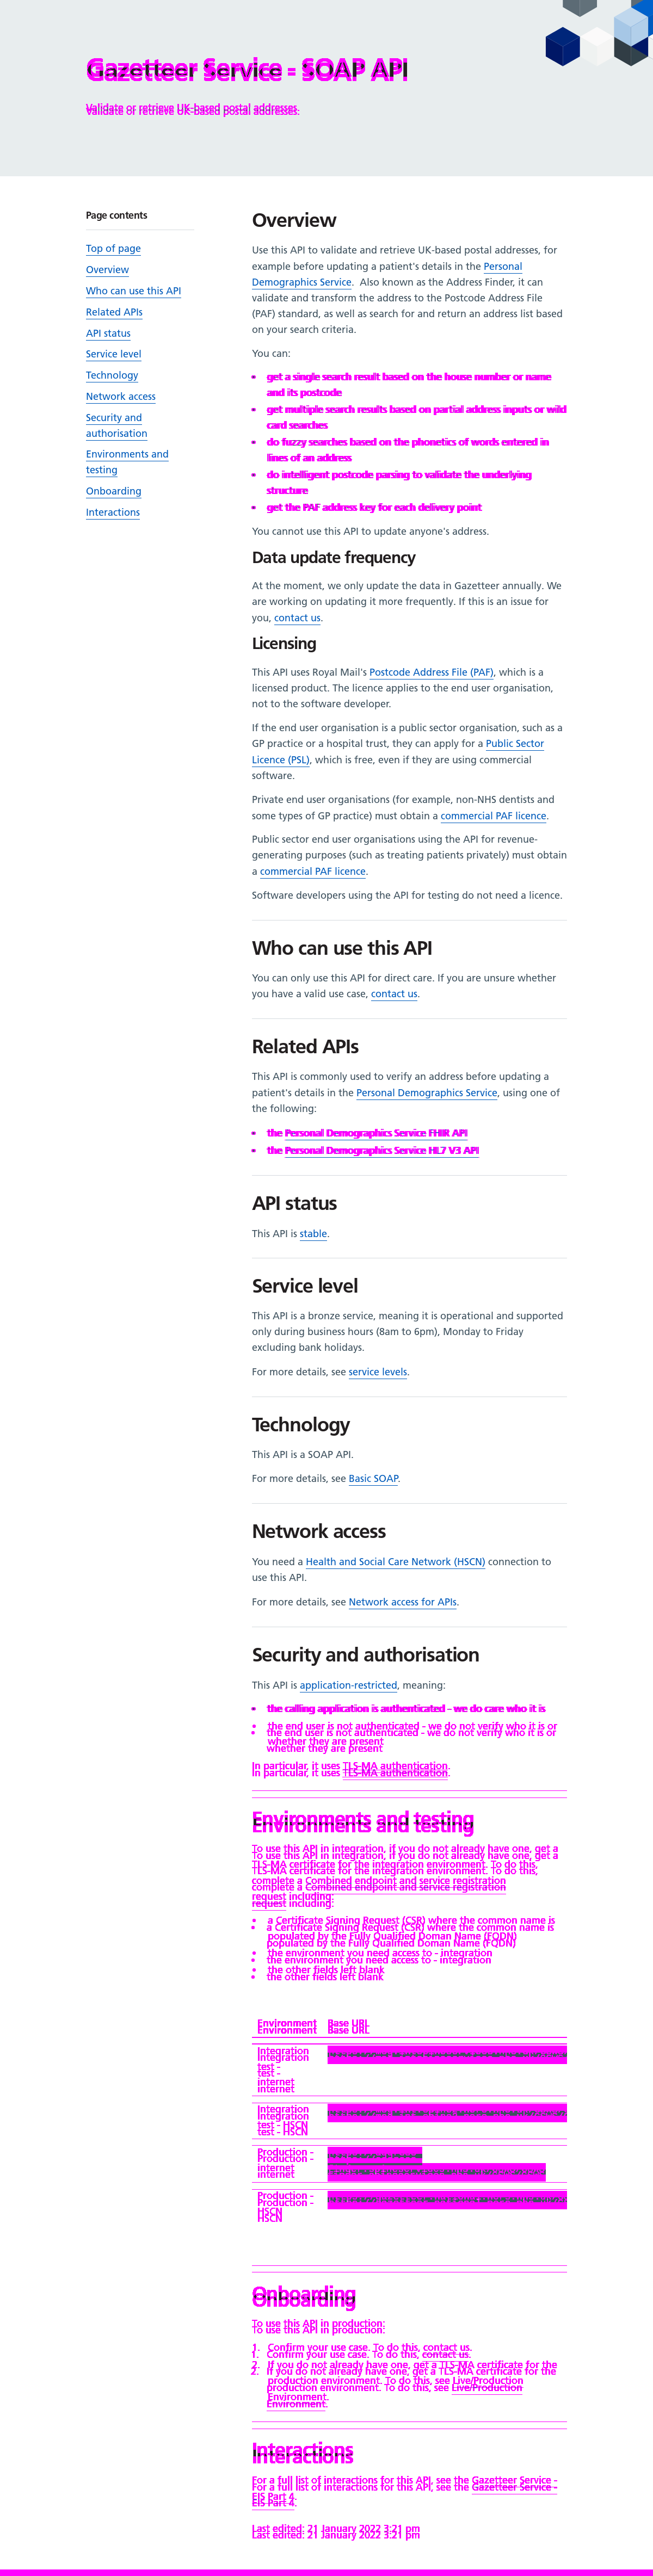 Gazetteer Service - SOAP API
Validate or retrieve UK-based postal addresses.
Page contents
Top of page
Overview
Who can use this API
Related APIs
API status
Service level
Technology
Network access
Security and
authorisation
Environments and
testing
Onboarding
Interactions
Overview
Use this API to validate and retrieve UK-based postal addresses, for
example before updating a patient's details in the Personal
Demographics Service. Also known as the Address Finder, it can
validate and transform the address to the Postcode Address File
(PAF) standard, as well as search for and return an address list based
on your search criteria.
You can:
• get a single search result based on the house number or name
and its postcode
• get multiple search results based on partial address inputs or wild
card searches
• do fuzzy searches based on the phonetics of words entered in
lines of an address
• do intelligent postcode parsing to validate the underlying
structure
• get the PAF address key for each delivery point
You cannot use this API to update anyone's address.
Data update frequency
At the moment, we only update the data in Gazetteer annually. We
are working on updating it more frequently. If this is an issue for
you, contact us.
Licensing
This API uses Royal Mail's Postcode Address File (PAF), which is a
licensed product. The licence applies to the end user organisation,
not to the software developer.
If the end user organisation is a public sector organisation, such as a
GP practice or a hospital trust, they can apply for a Public Sector
Licence (PSL), which is free, even if they are using commercial
software.
Private end user organisations (for example, non-NHS dentists and
some types of GP practice) must obtain a commercial PAF licence.
Public sector end user organisations using the API for revenue-
generating purposes (such as treating patients privately) must obtain
a commercial PAF licence.
Software developers using the API for testing do not need a licence.
Who can use this API
You can only use this API for direct care. If you are unsure whether
you have a valid use case, contact us.
Related APIs
This API is commonly used to verify an address before updating a
patient's details in the Personal Demographics Service, using one of
the following:
• the Personal Demographics Service FHIR API
• the Personal Demographics Service HL7 V3 API
API status
This API is stable.
Service level
This API is a bronze service, meaning it is operational and supported
only during business hours (8am to 6pm), Monday to Friday
excluding bank holidays.
For more details, see service levels.
Technology
This API is a SOAP API.
For more details, see Basic SOAP.
Network access
You need a Health and Social Care Network (HSCN) connection to
use this API.
For more details, see Network access for APIs.
Security and authorisation
This API is application-restricted, meaning:
• the calling application is authenticated - we do care who it is
• the end user is not authenticated - we do not verify who it is or
whether they are present
In particular, it uses TLS-MA authentication.
Environments and testing
To use this API in integration, if you do not already have one, get a
TLS-MA certificate for the integration environment. To do this,
complete a Combined endpoint and service registration
request including:
• a Certificate Signing Request (CSR) where the common name is
populated by the Fully Qualified Doman Name (FQDN)
• the environment you need access to - integration
• the other fields left blank
Environment Base URL
Integration
test -
internet
Integration
test - HSCN
Production -
internet
Production -
HSCN
Onboarding
To use this API in production:
1. Confirm your use case. To do this, contact us.
2. If you do not already have one, get a TLS-MA certificate for the
production environment. To do this, see Live/Production
Environment.
Interactions
For a full list of interactions for this API, see the Gazetteer Service -
EIS Part 4.
Last edited: 21 January 2022 3:21 pm